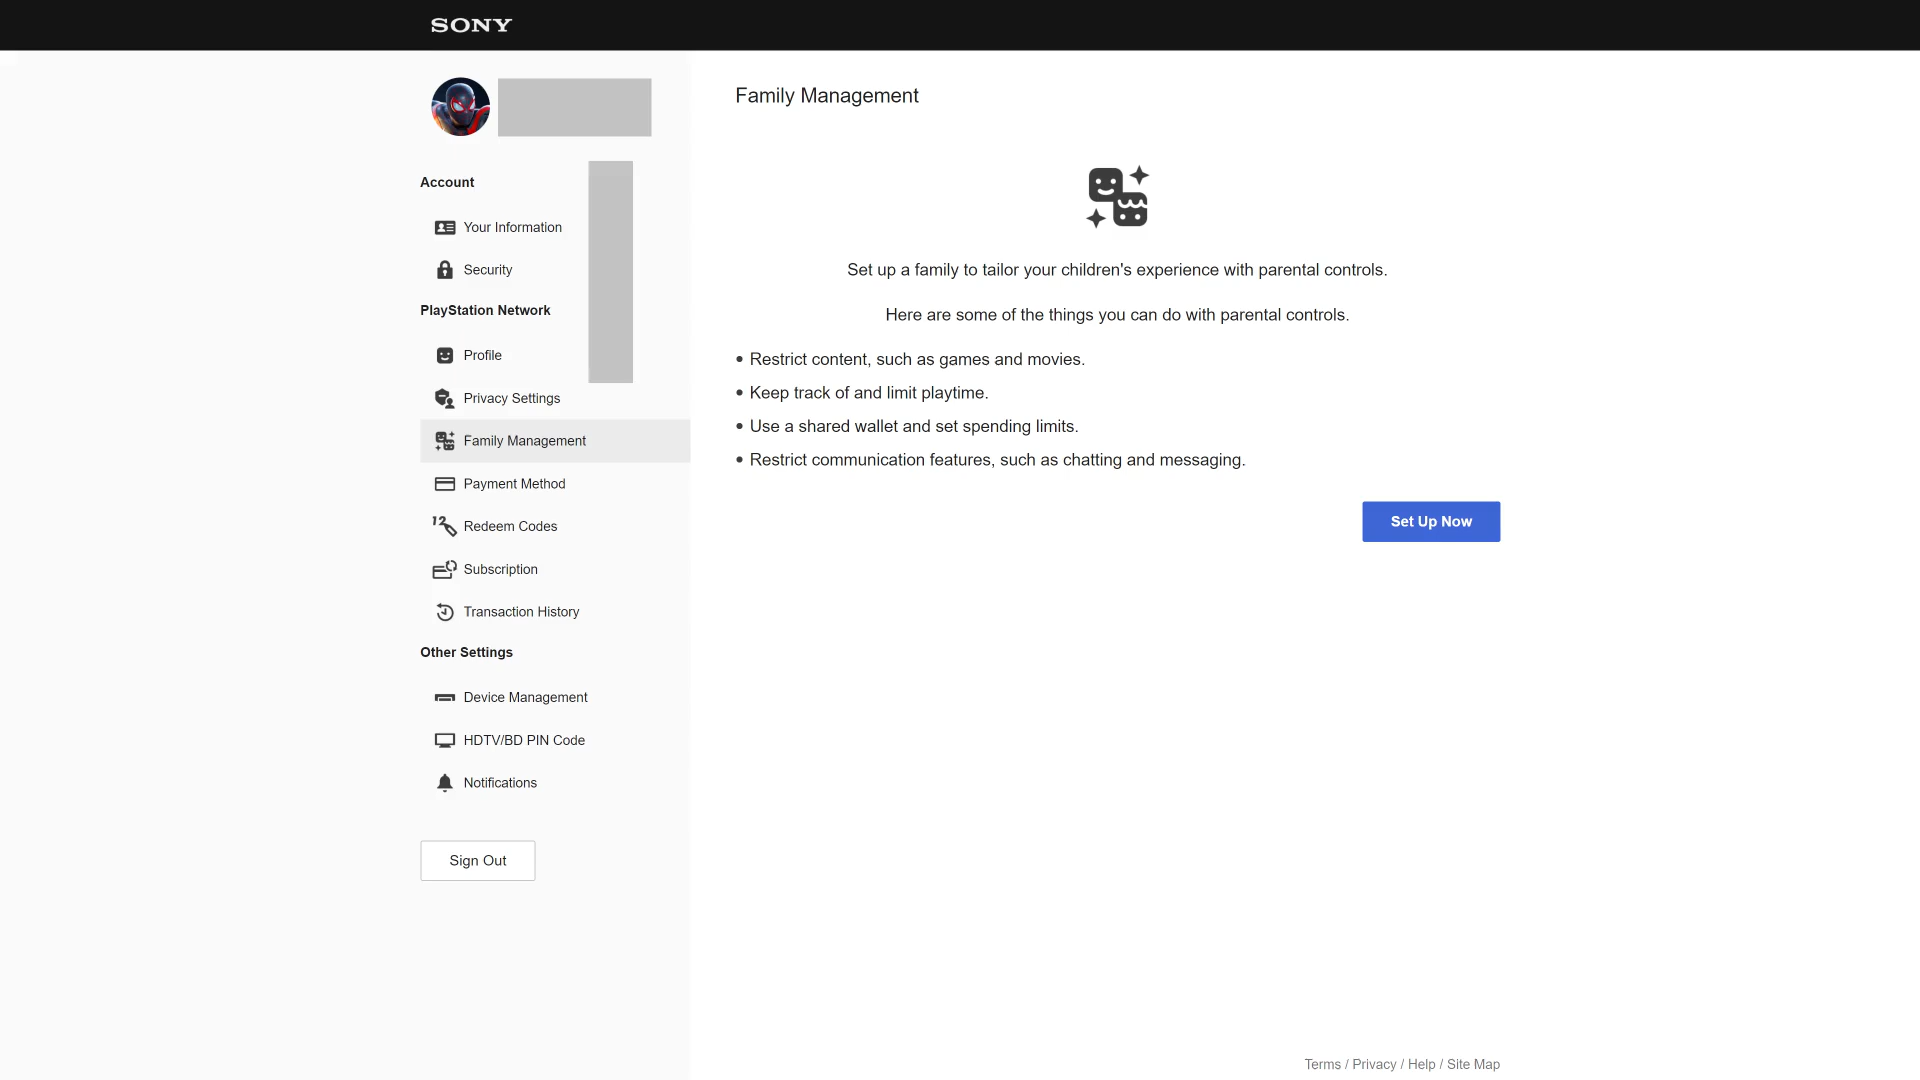 SONY
Account
Your Information
Security
PlayStation Network
Profile
Privacy Settings
Family Management
Payment Method
Redeem Codes
Subscription
Transaction History
Other Settings
Device Management
HDTV/BD PIN Code
Notifications
Sign Out
Family Management
Set up a family to tailor your children's experience with parental controls.
Here are some of the things you can do with parental controls.
• Restrict content, such as games and movies.
• Keep track of and limit playtime.
• Use a shared wallet and set spending limits.
• Restrict communication features, such as chatting and messaging.
Set Up Now
Terms / Privacy / Help / Site Map